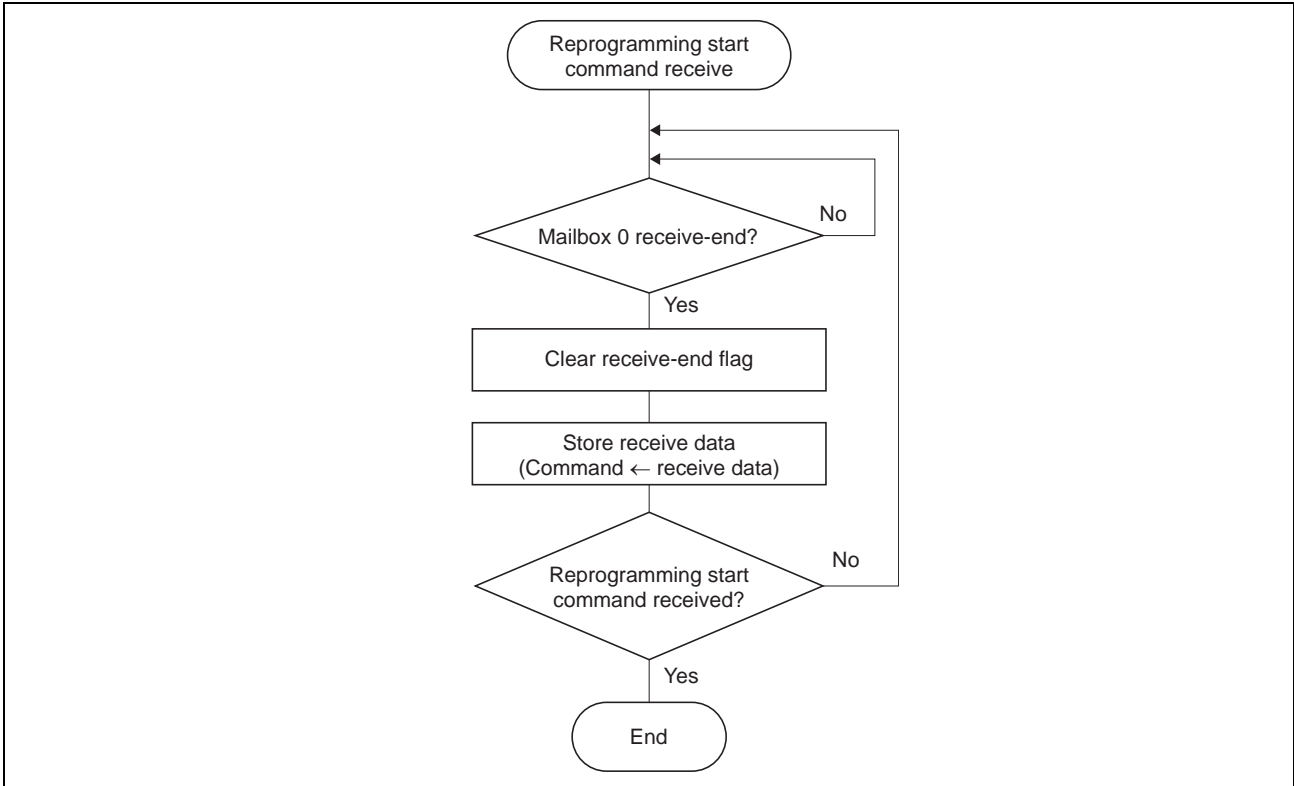 Reprogramming start
command receive
Mailbox 0 receive-end?
No
Yes
Clear receive-end flag
Store receive data
(Command ← receive data)
Reprogramming start
command received?
No
Yes
End